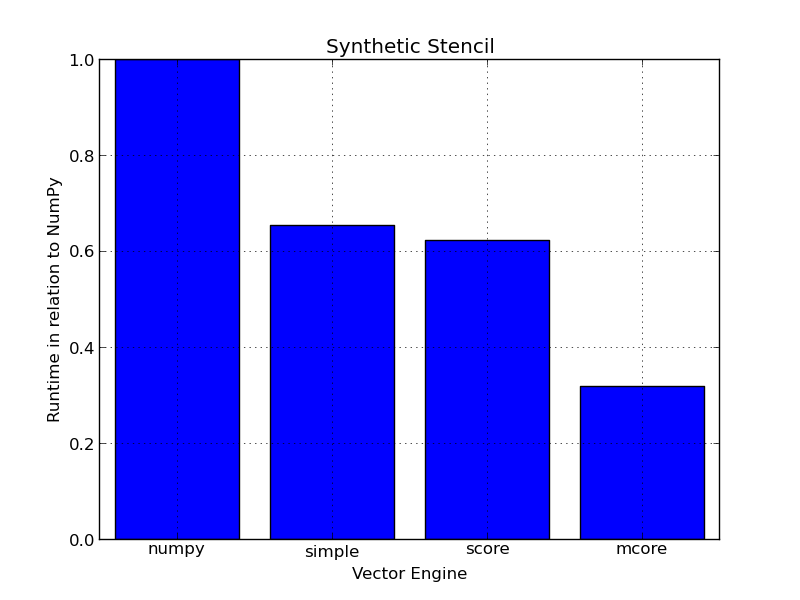 Synthetic Stencil
Runtime in relation to NumPy
1.0
0.8
0.6
0.4
0.2
0.0
numpy simple score mcore
Vector Engine